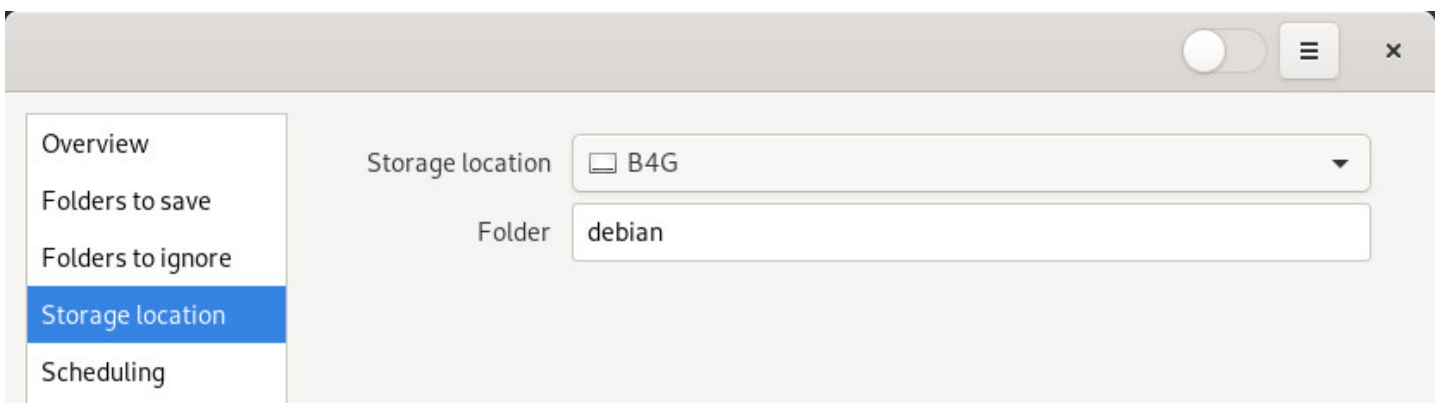 Overview
Folders to save
Folders to ignore
Storage location
Scheduling
Storage location B4G
Folder debian